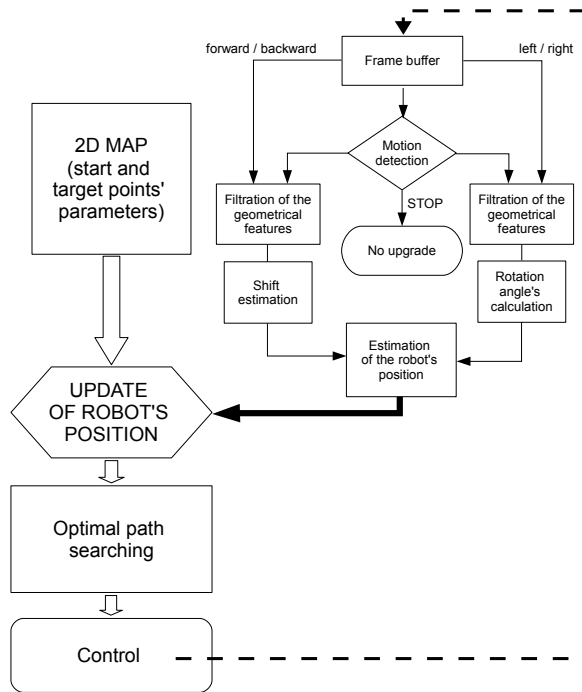 forward / backward
left / right
Frame buffer
2D MAP
(start and
target points'
parameters)
Motion
detection
Filtration of the
geometrical
features
STOP
Filtration of the
geometrical
features
No upgrade
Shift
estimation
Rotation
angle's
calculation
Estimation
of the robot's
position
UPDATE
OF ROBOT'S
POSITION
Optimal path
searching
Control